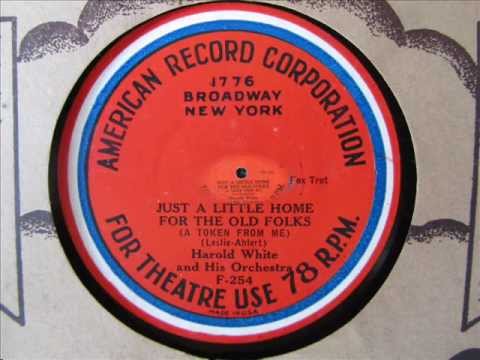 AMERICAN RECORD CORPORATION
1776
BROADWAY
NEW YORK
Fox Trot
JUST A LITTLE HOME
FOR THE OLD FOLKS
(A TOKEN FROM ME)
(Leslie-Ahlert)
Harold White
and His Orchestra
F-254
FOR THEATRE USE 78 R.P.M.
MADE IN U.S.A.